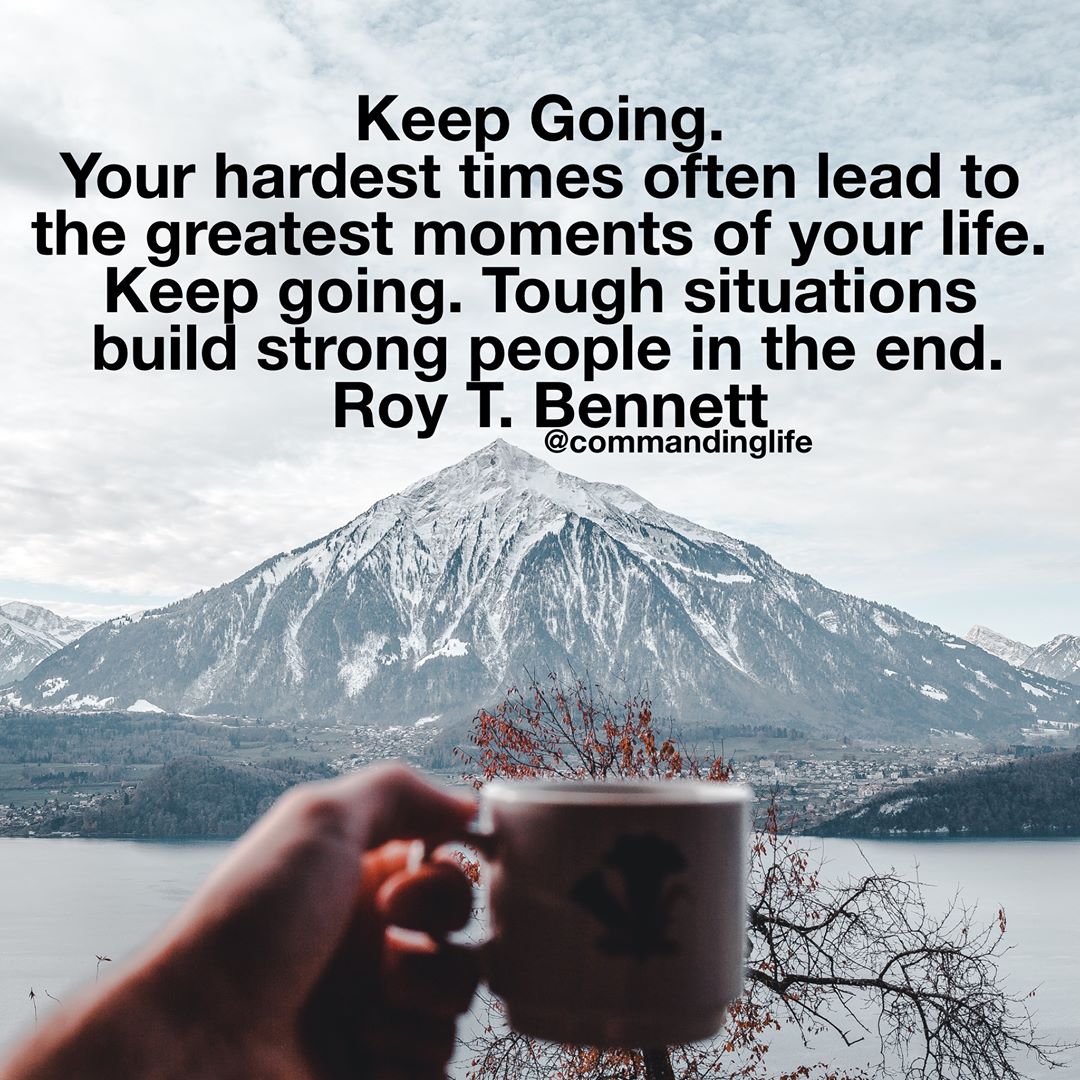 Keep Going.
Your hardest times often lead to
the greatest moments of your life.
Keep going. Tough situations
build strong people in the end.
Roy T. Bennett
@commandinglife